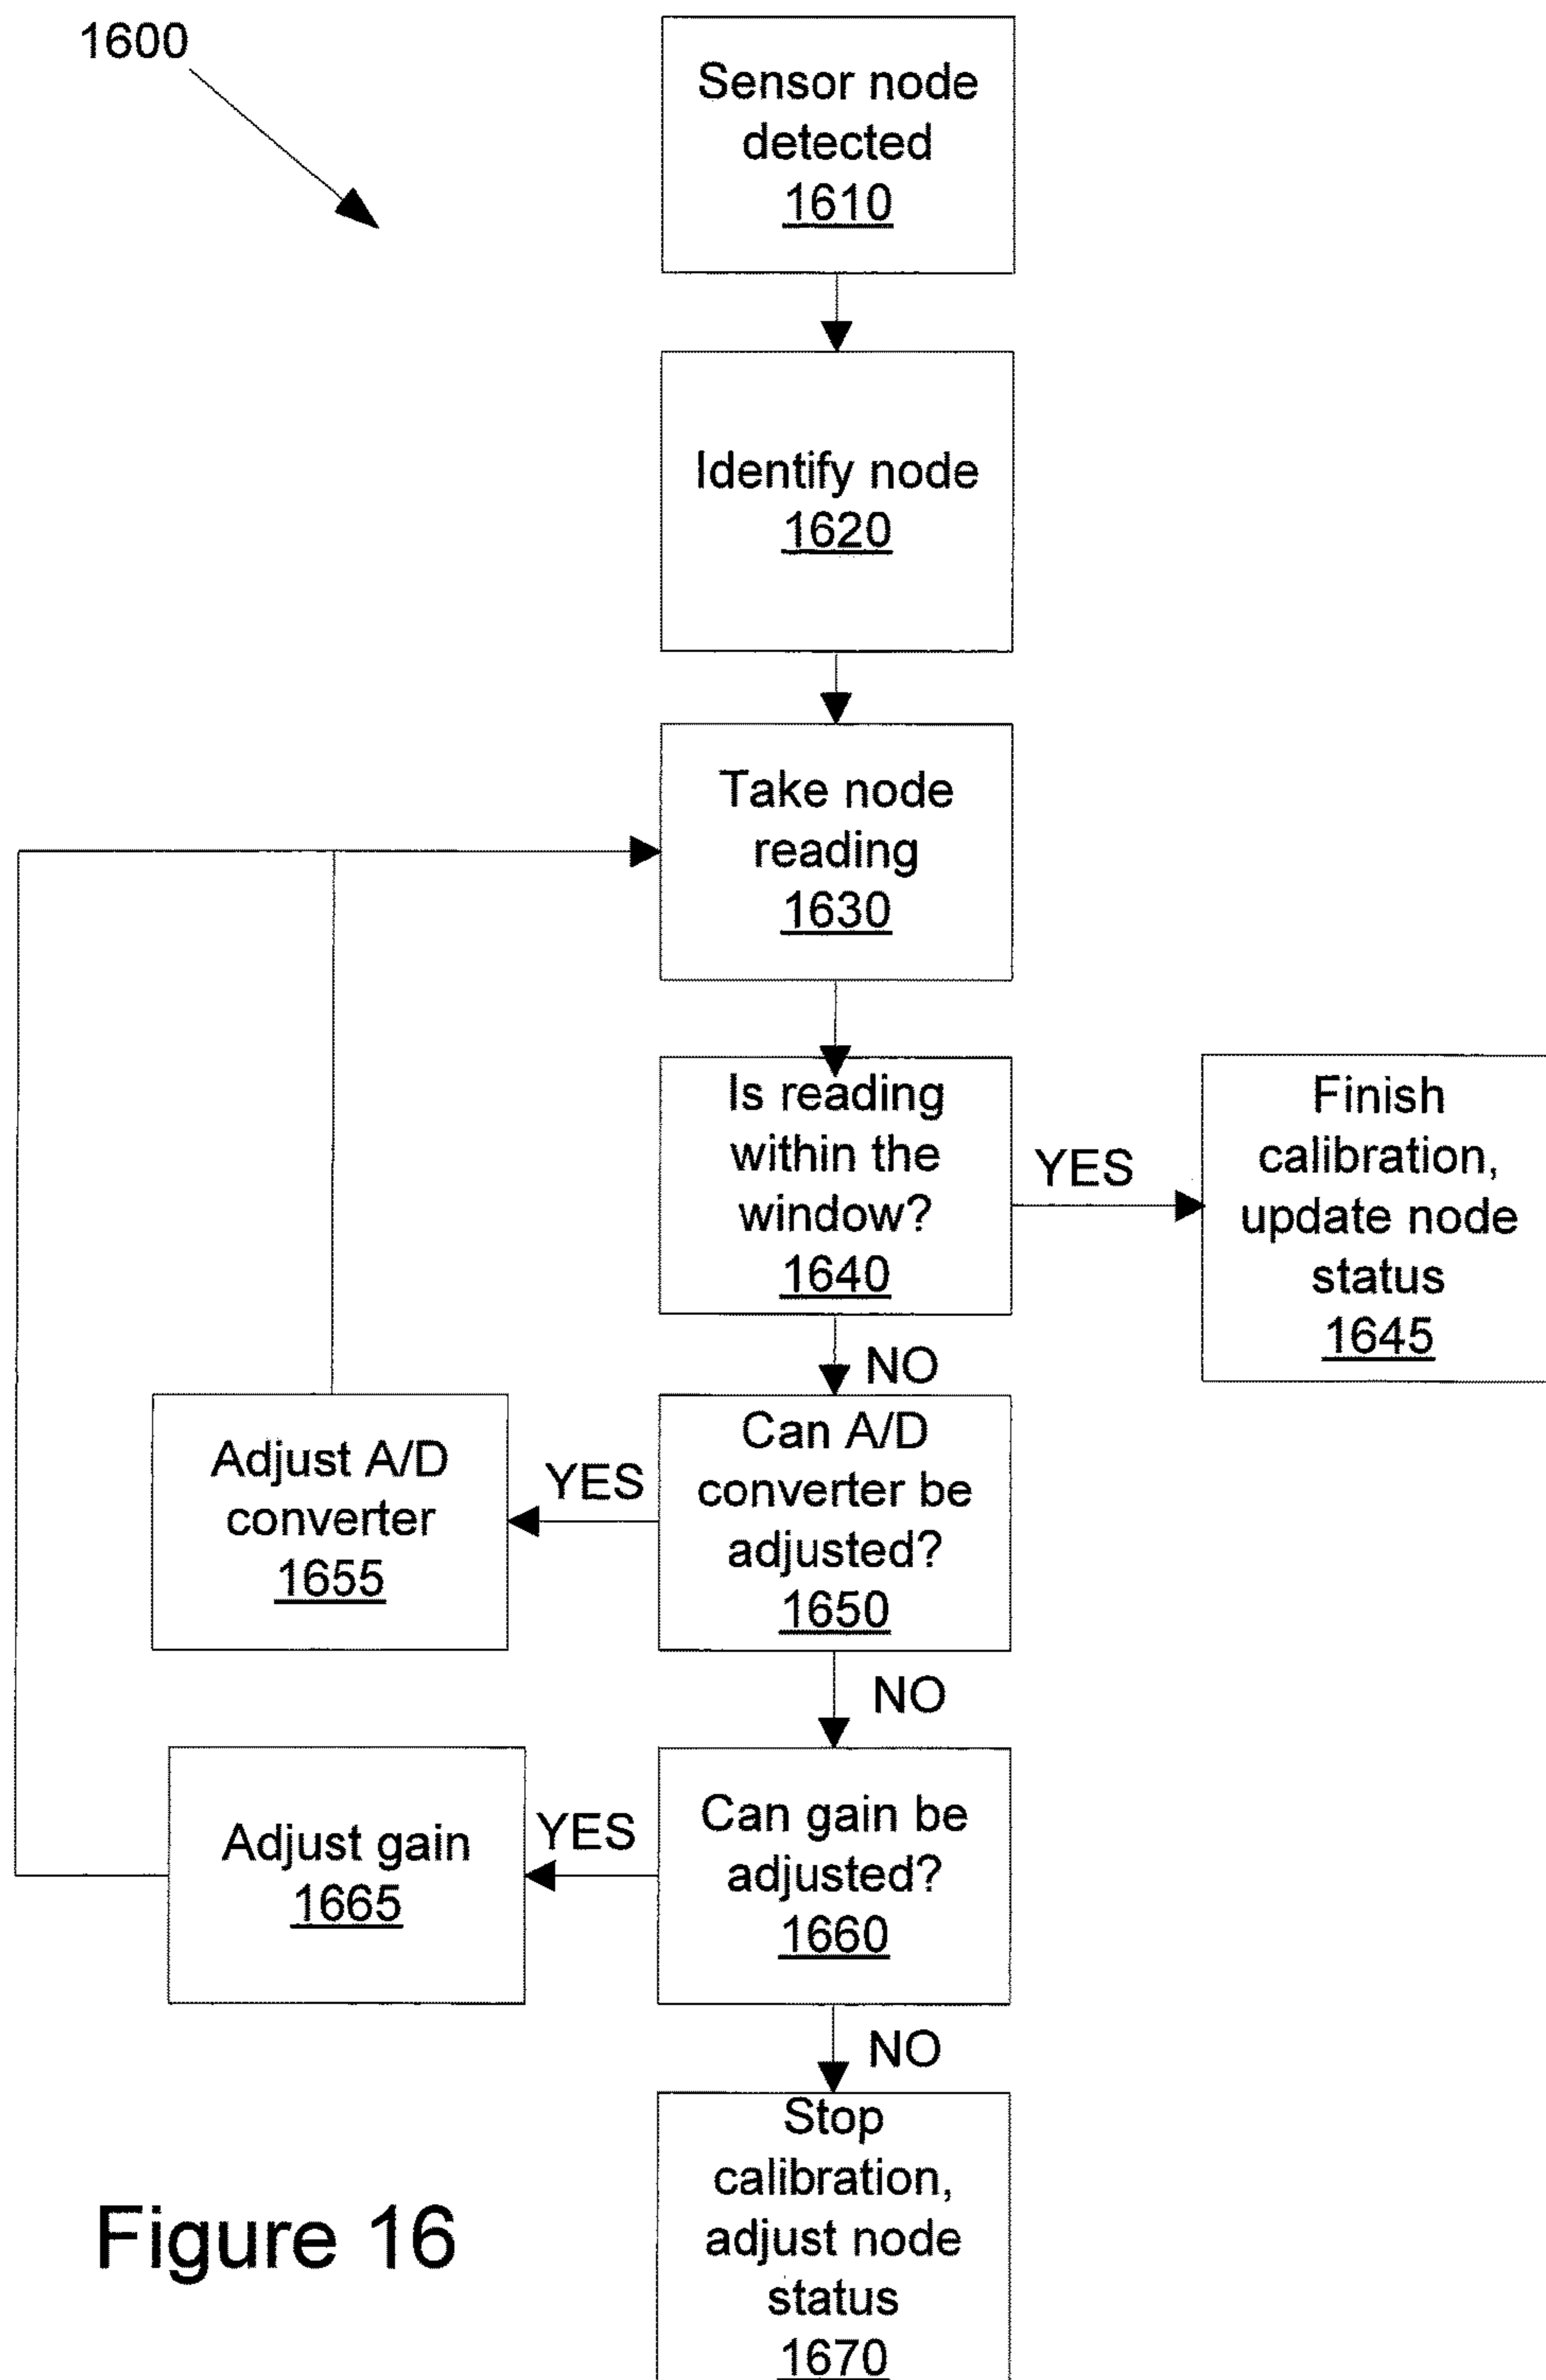 1600
Sensor node
detected
1610
Identify node
1620
Take node
reading
1630
Is reading
within the
window?
1640
YES
Finish
calibration,
update node
status
1645
NO
Can A/D
converter be
adjusted?
1650
YES
Adjust A/D
converter
1655
NO
Can gain be
adjusted?
1660
YES
Adjust gain
1665
NO
Stop
calibration,
adjust node
status
1670
Figure 16